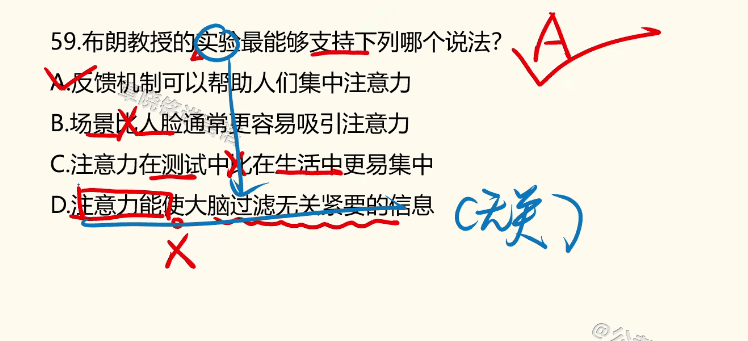 59.布朗教授的实验最能够支持下列哪个说法？ A
A.反馈机制可以帮助人们集中注意力
B.场景比人脸通常更容易吸引注意力
C.注意力在测试中比在生活中更易集中
D.注意力能使大脑过滤无关紧要的信息 (无关)